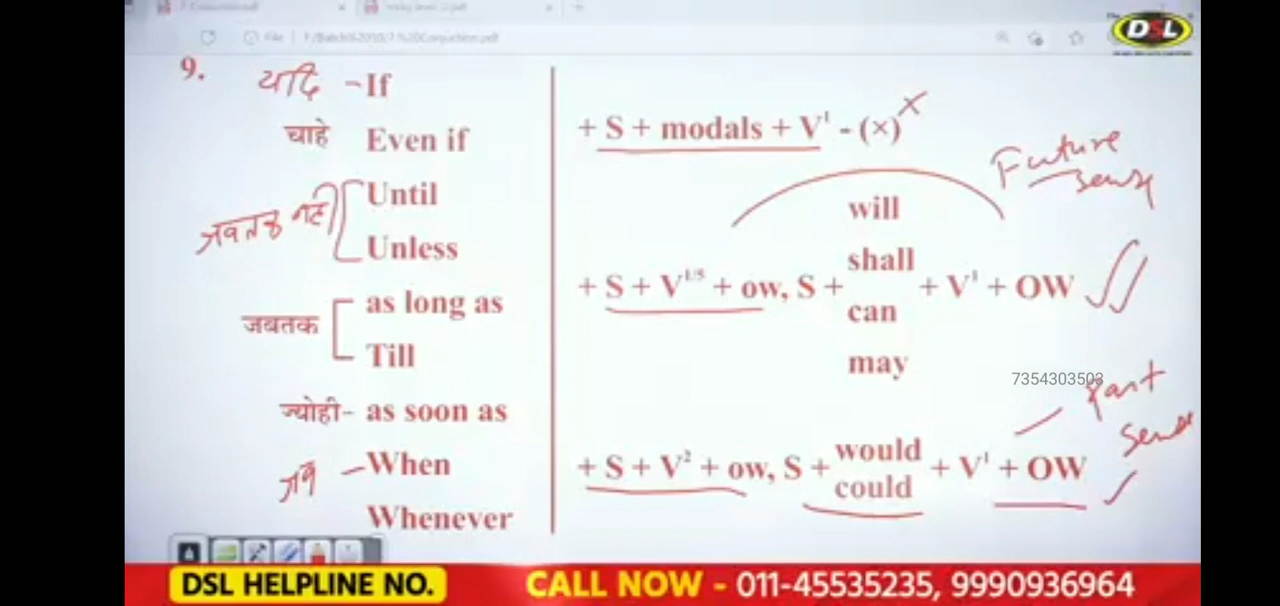 DSL
File | F:/Batch
9.
यदि - If
चाहे Even if
जबतक नहीं Until
Unless
जबतक as long as
Till
ज्योही- as soon as
जब - When
Whenever
+ S + modals + V¹ - (×) ×
Future sense
will
shall
can
may
+ S + V¹/⁵ + ow, S + + V¹ + OW
7354303503
Past sense
would
could
+ S + V² + ow, S + + V¹ + OW
DSL HELPLINE NO. CALL NOW - 011-45535235, 9990936964